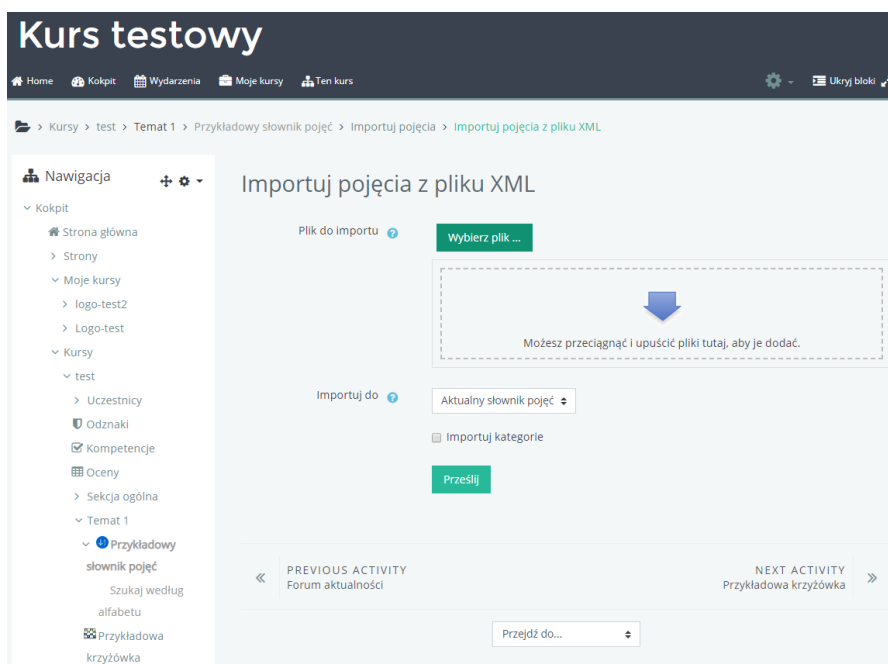 Kurs testowy
Home Kokpit Wydarzenia Moje kursy Ten kurs Ukryj bloki
> Kursy > test > Temat 1 > Przykładowy słownik pojęć > Importuj pojęcia > Importuj pojęcia z pliku XML
Nawigacja
Kokpit
Strona główna
Strony
Moje kursy
logo-test2
Logo-test
Kursy
test
Uczestnicy
Odznaki
Kompetencje
Oceny
Sekcja ogólna
Temat 1
Przykładowy
słownik pojęć
Szukaj według
alfabetu
Przykładowa
krzyżówka
Importuj pojęcia z pliku XML
Plik do importu
Wybierz plik ...
Możesz przeciągnąć i upuścić pliki tutaj, aby je dodać.
Importuj do Aktualny słownik pojęć
Importuj kategorie
Prześlij
PREVIOUS ACTIVITY
Forum aktualności
NEXT ACTIVITY
Przykładowa krzyżówka
Przejdź do...